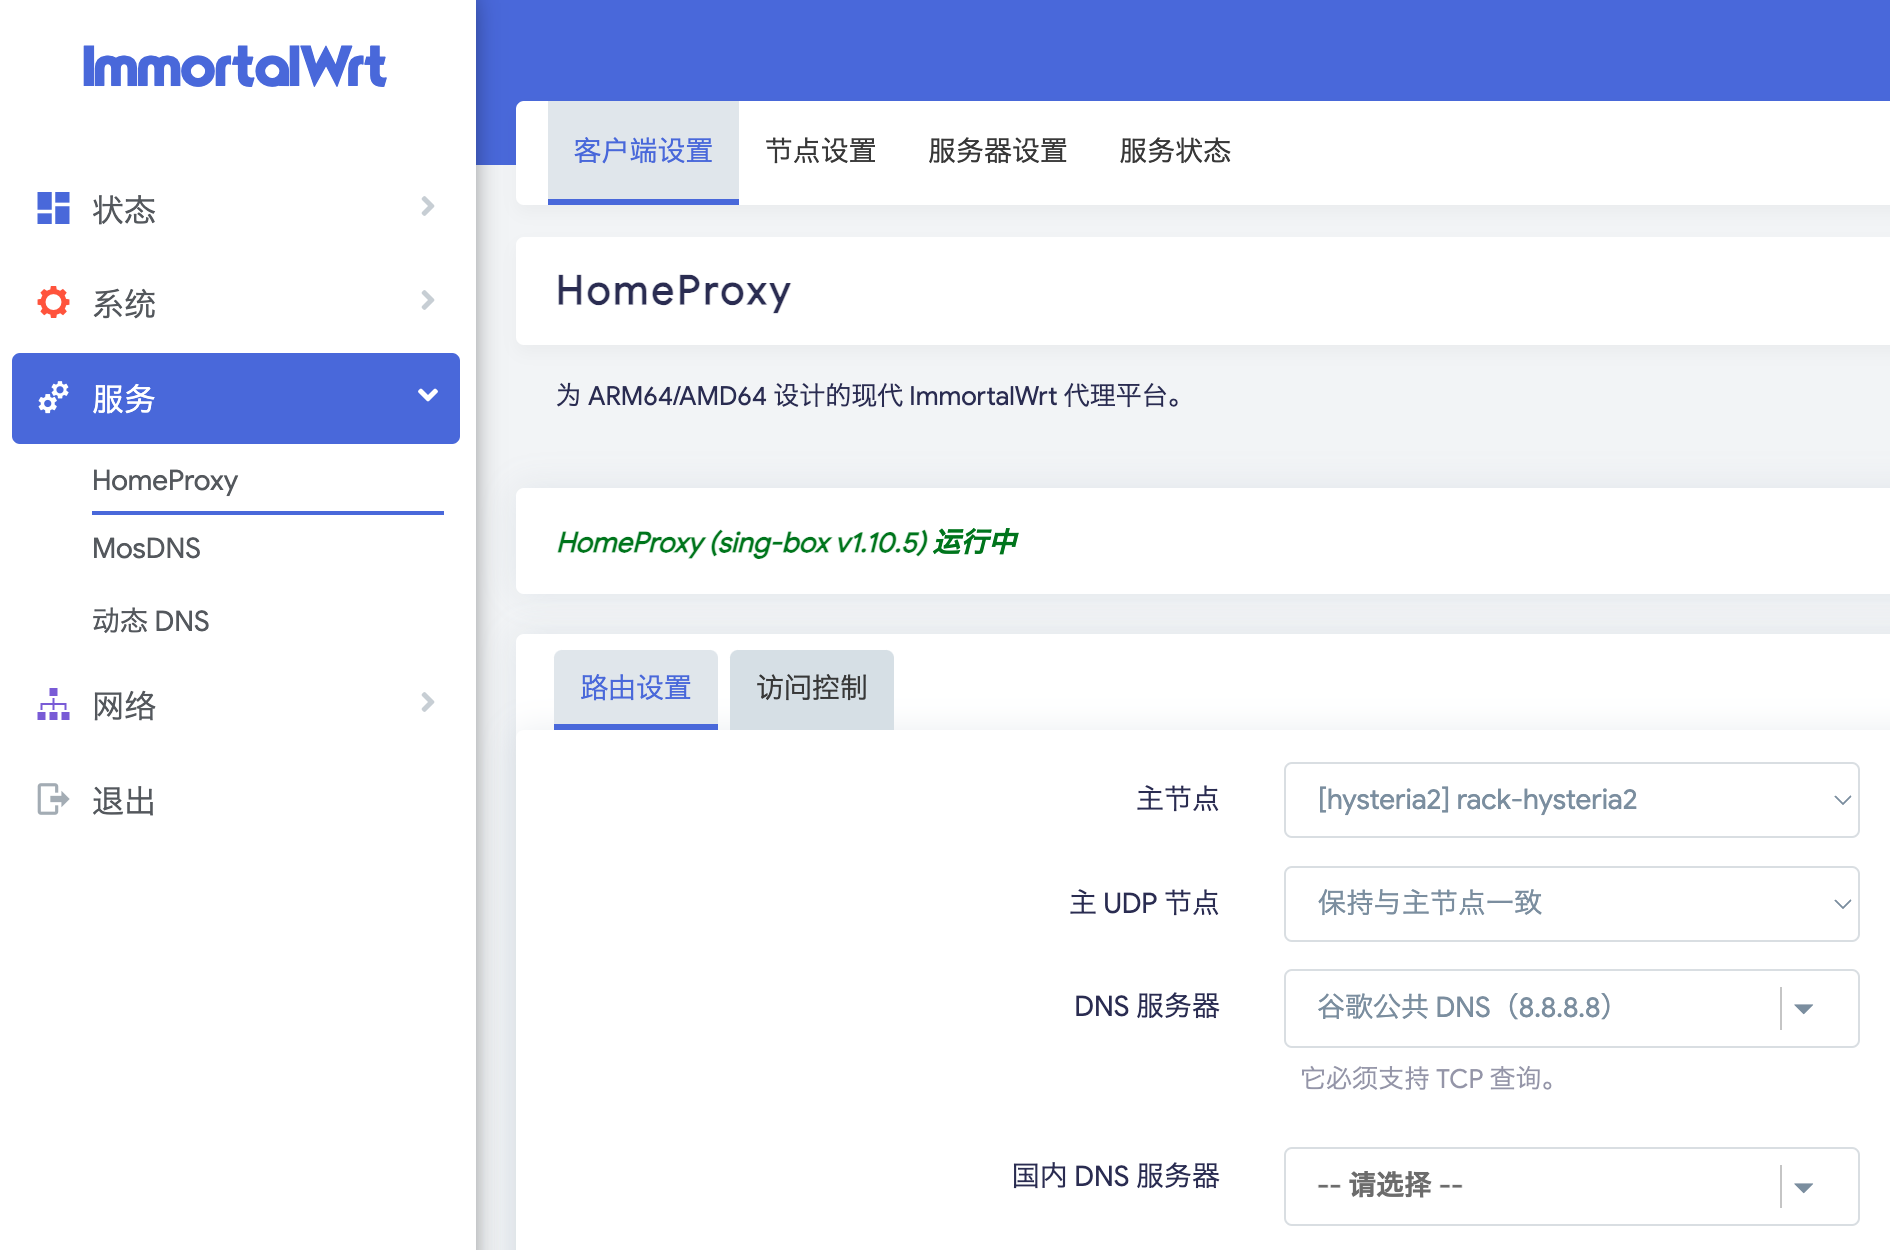 ImmortalWrt
状态
系统
服务
HomeProxy
MosDNS
动态 DNS
网络
退出
客户端设置 节点设置 服务器设置 服务状态
HomeProxy
为 ARM64/AMD64 设计的现代 ImmortalWrt 代理平台。
HomeProxy (sing-box v1.10.5) 运行中
路由设置 访问控制
主节点 [hysteria2] rack-hysteria2
主 UDP 节点 保持与主节点一致
DNS 服务器 谷歌公共 DNS（8.8.8.8）
它必须支持 TCP 查询。
国内 DNS 服务器 -- 请选择 --